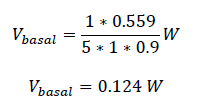 V_basal = (1 * 0.559) / (5 * 1 * 0.9) W
V_basal = 0.124 W